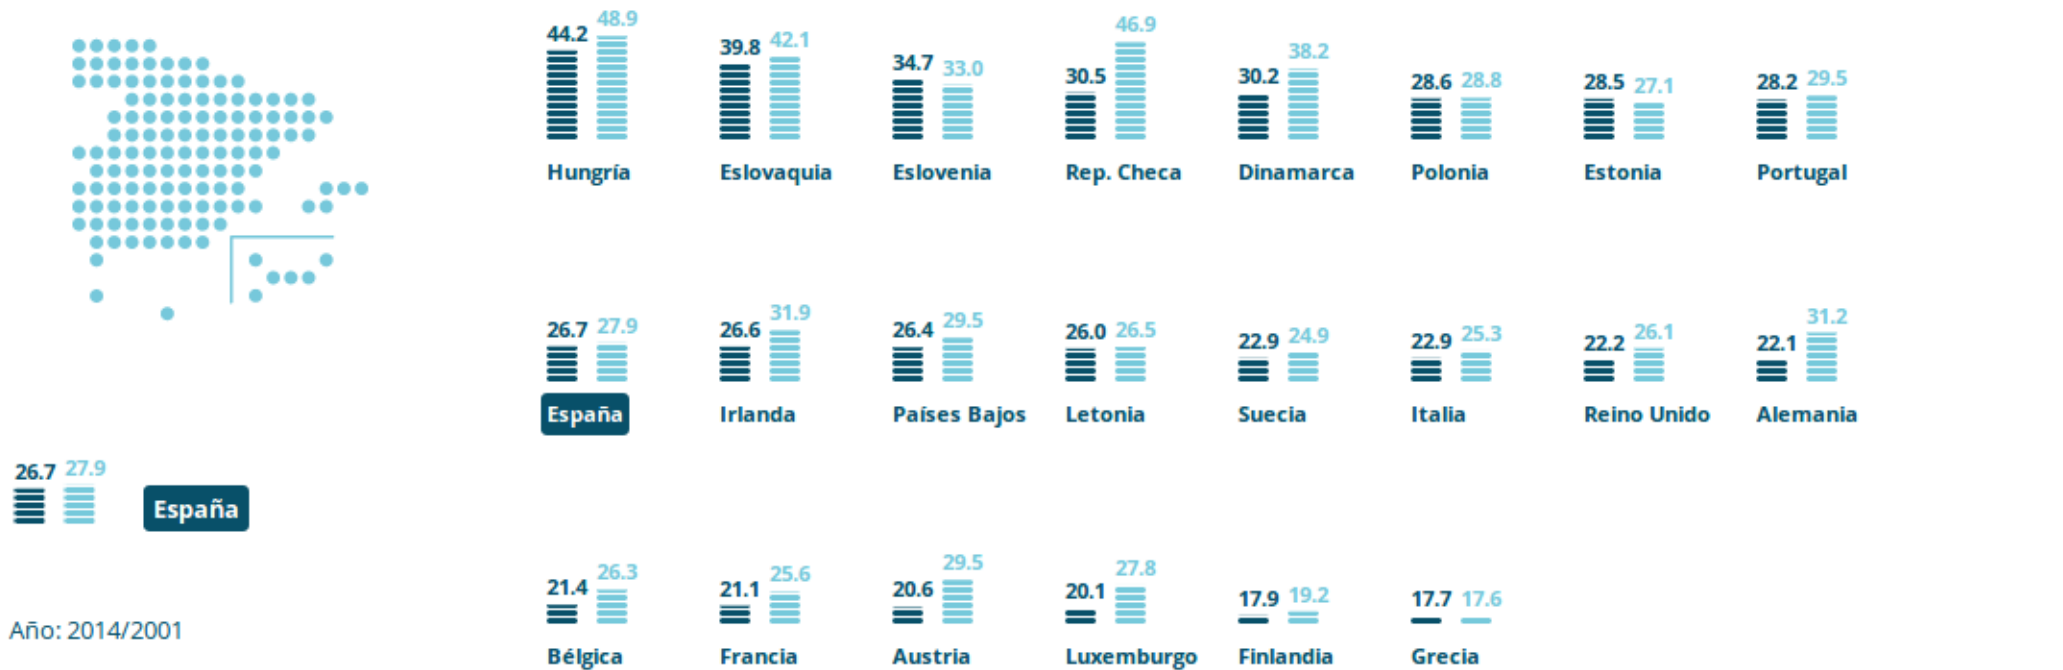 44.2 48.9
Hungría
39.8 42.1
Eslovaquia
34.7 33.0
Eslovenia
30.5 46.9
Rep. Checa
30.2 38.2
Dinamarca
28.6 28.8
Polonia
28.5 27.1
Estonia
28.2 29.5
Portugal
26.7 27.9
España
26.6 31.9
Irlanda
26.4 29.5
Países Bajos
26.0 26.5
Letonia
22.9 24.9
Suecia
22.9 25.3
Italia
22.2 26.1
Reino Unido
22.1 31.2
Alemania
26.7 27.9
España
21.4 26.3
Bélgica
21.1 25.6
Francia
20.6 29.5
Austria
20.1 27.8
Luxemburgo
17.9 19.2
Finlandia
17.7 17.6
Grecia
Año: 2014/2001